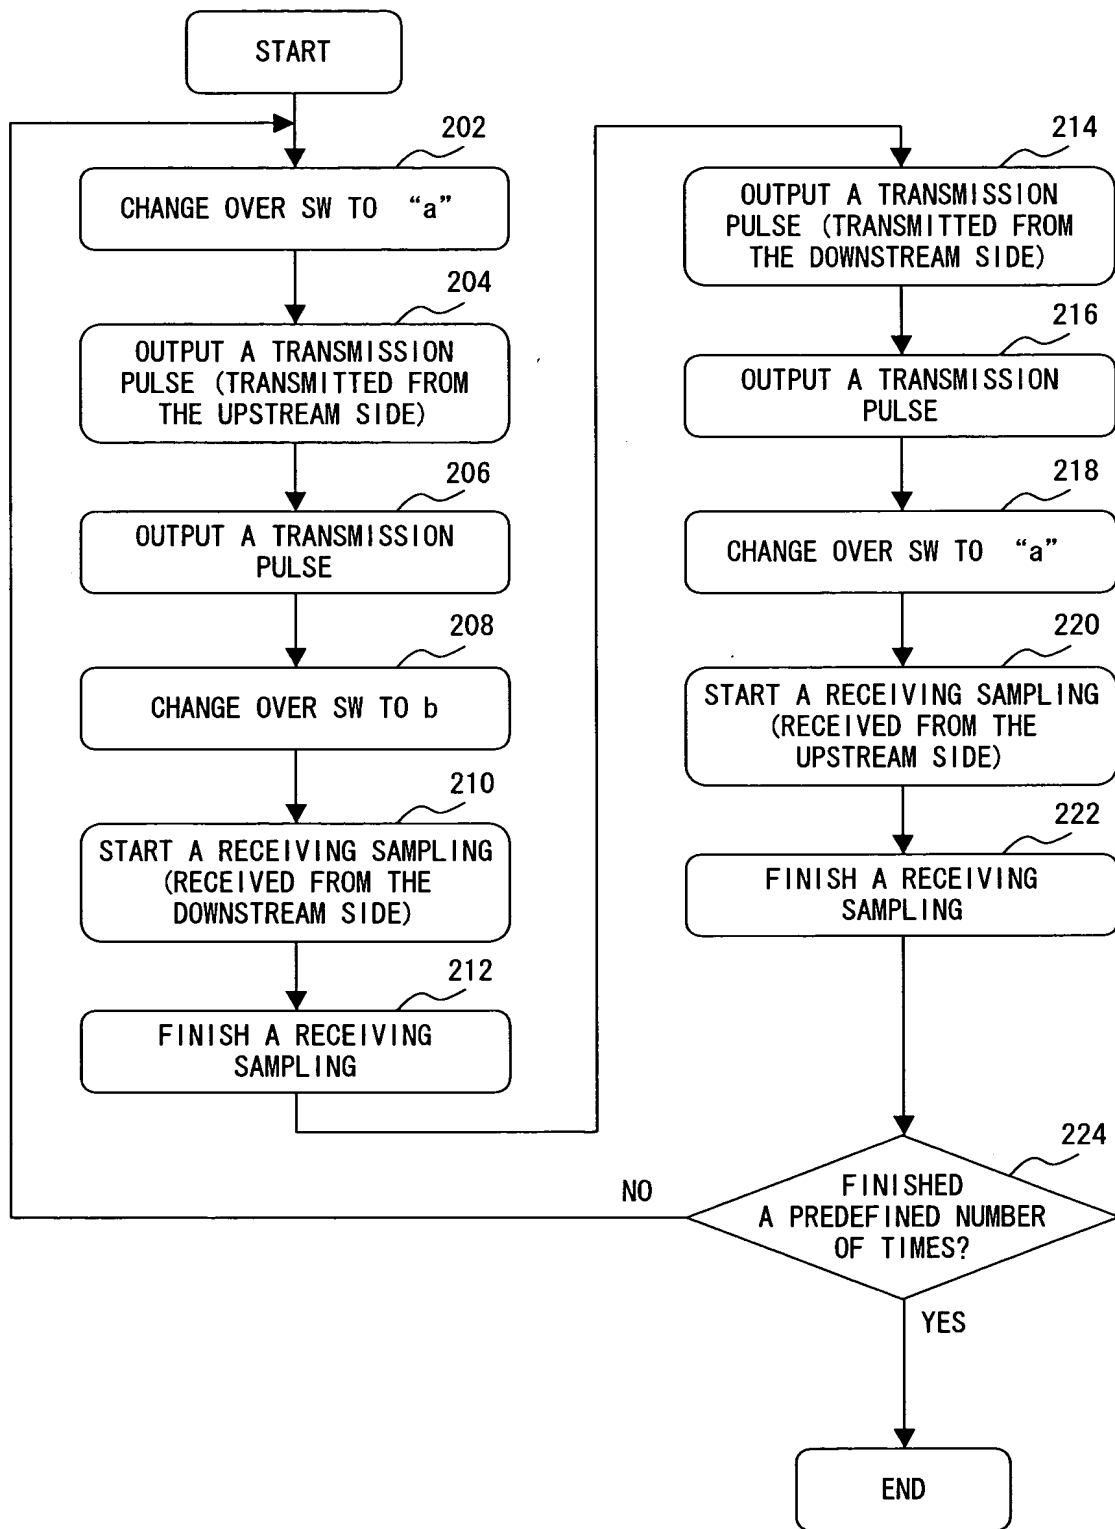 START
202
CHANGE OVER SW TO “a”
204
OUTPUT A TRANSMISSION
PULSE (TRANSMITTED FROM
THE UPSTREAM SIDE)
206
OUTPUT A TRANSMISSION
PULSE
208
CHANGE OVER SW TO b
210
START A RECEIVING SAMPLING
(RECEIVED FROM THE
DOWNSTREAM SIDE)
212
FINISH A RECEIVING
SAMPLING
214
OUTPUT A TRANSMISSION
PULSE (TRANSMITTED FROM
THE DOWNSTREAM SIDE)
216
OUTPUT A TRANSMISSION
PULSE
218
CHANGE OVER SW TO “a”
220
START A RECEIVING SAMPLING
(RECEIVED FROM THE
UPSTREAM SIDE)
222
FINISH A RECEIVING
SAMPLING
224
FINISHED
A PREDEFINED NUMBER
OF TIMES?
NO
YES
END